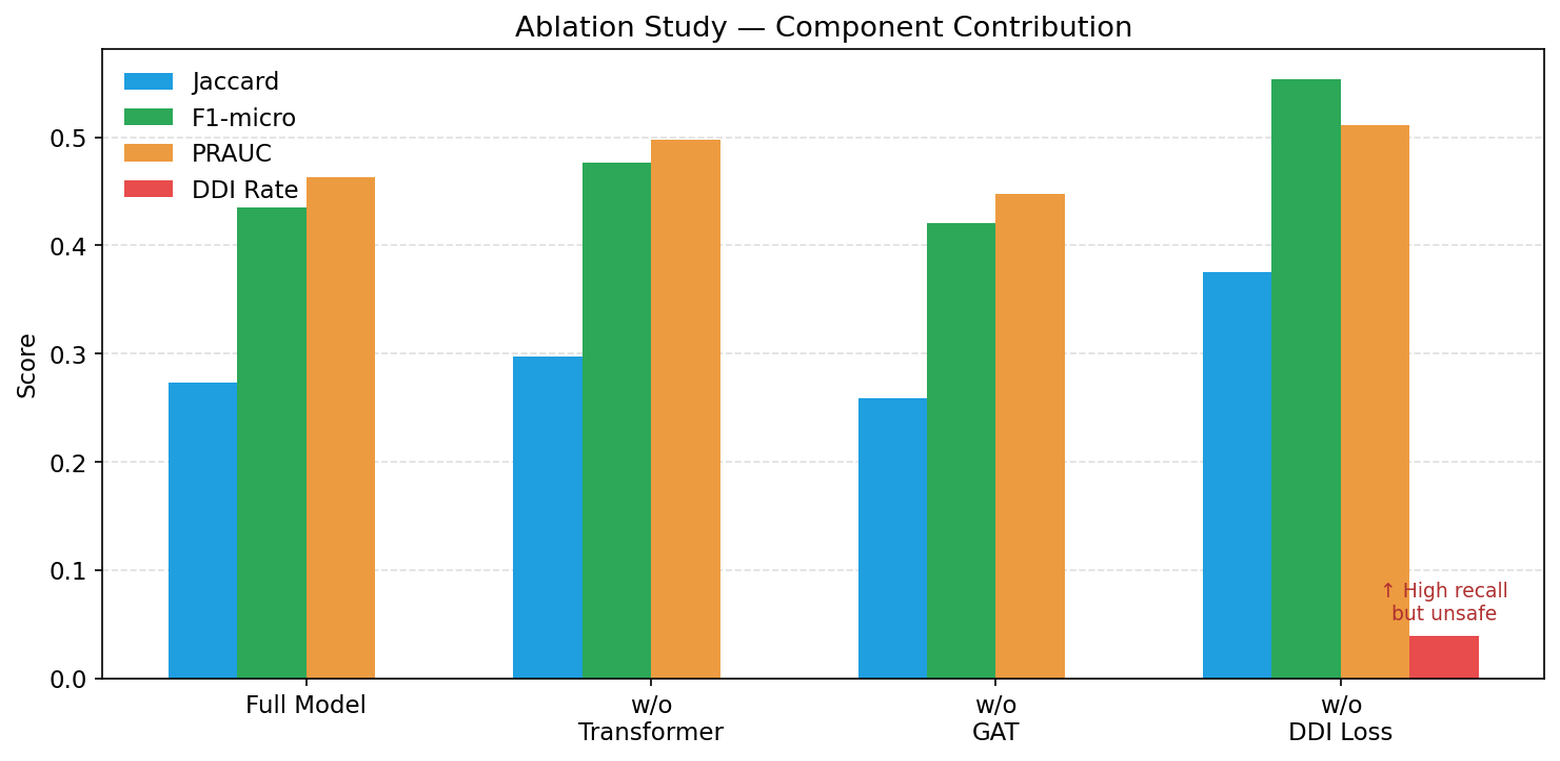 Ablation Study — Component Contribution
Jaccard
F1-micro
PRAUC
DDI Rate
Score
0.5
0.4
0.3
0.2
0.1
0.0
↑ High recall
but unsafe
Full Model
w/o
Transformer
w/o
GAT
w/o
DDI Loss